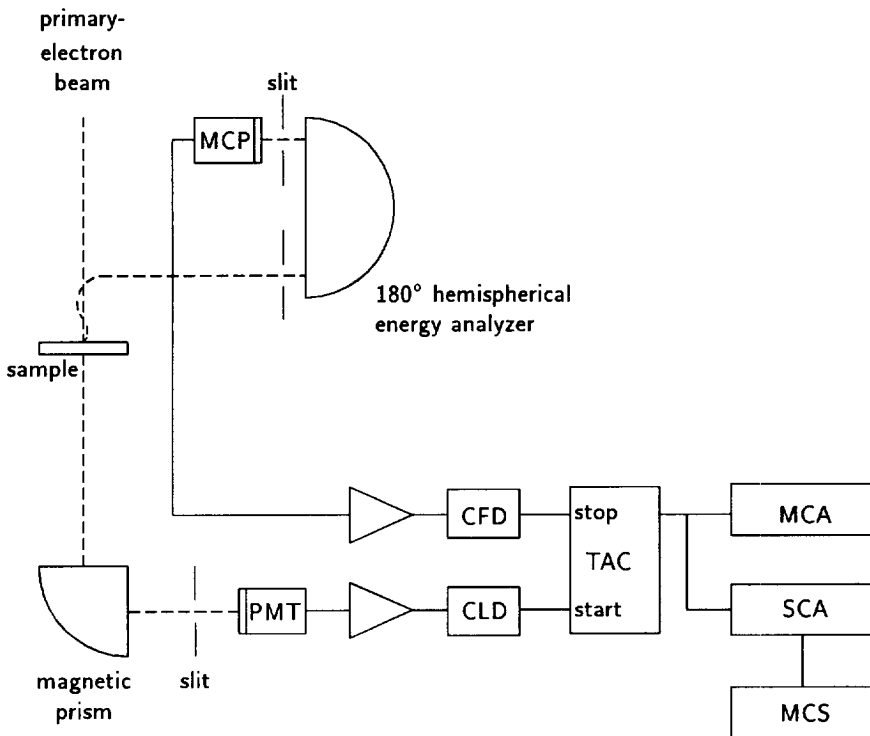 primary-
electron
beam
slit
MCP
180° hemispherical
energy analyzer
sample
CFD
stop
MCA
TAC
PMT
CLD
start
SCA
magnetic
prism
slit
MCS